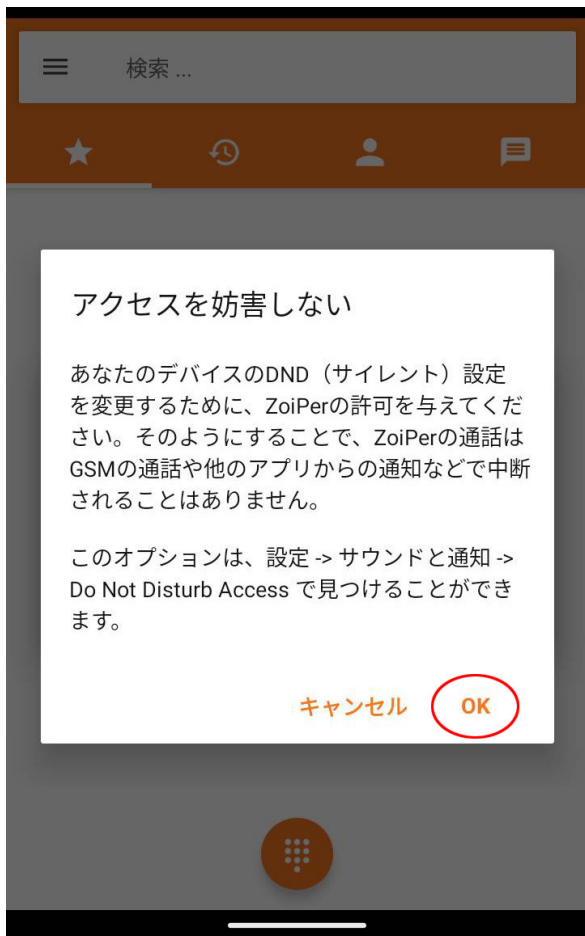 検索 ...
アクセスを妨害しない
あなたのデバイスのDND（サイレント）設定
を変更するために、ZoiPerの許可を与えてくだ
さい。そのようにすることで、ZoiPerの通話は
GSMの通話や他のアプリからの通知などで中断
されることはありません。
このオプションは、設定 -> サウンドと通知 ->
Do Not Disturb Access で見つけることができ
ます。
キャンセル OK